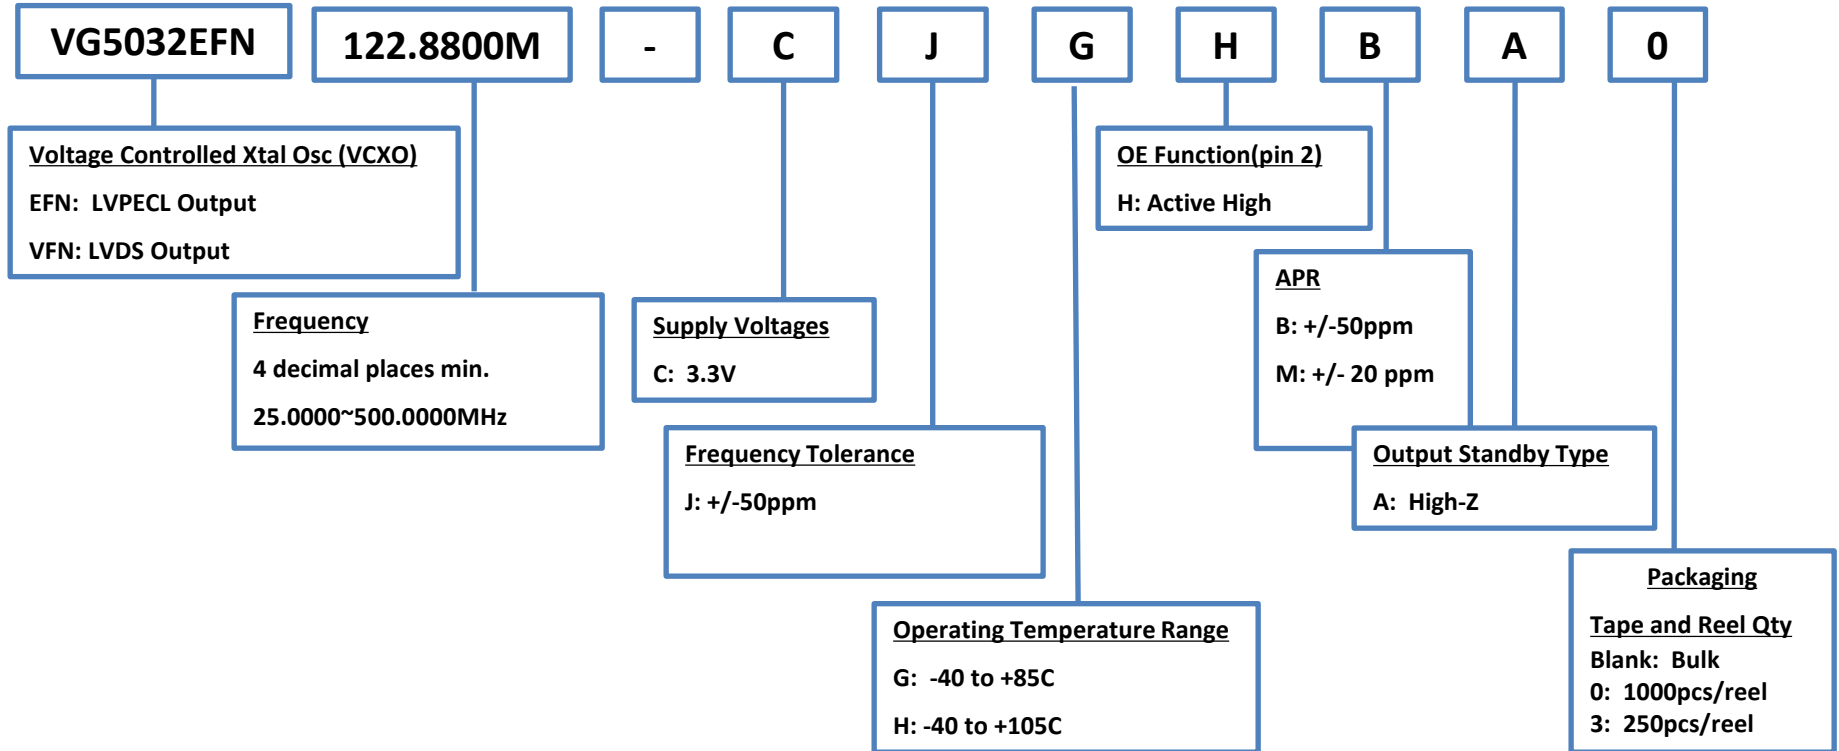 VG5032EFN 122.8800M - C J G H B A 0
Voltage Controlled Xtal Osc (VCXO)
EFN: LVPECL Output
VFN: LVDS Output
OE Function(pin 2)
H: Active High
Frequency
4 decimal places min.
25.0000~500.0000MHz
Supply Voltages
C: 3.3V
APR
B: +/-50ppm
M: +/- 20 ppm
Frequency Tolerance
J: +/-50ppm
Output Standby Type
A: High-Z
Operating Temperature Range
G: -40 to +85C
H: -40 to +105C
Packaging
Tape and Reel Qty
Blank: Bulk
0: 1000pcs/reel
3: 250pcs/reel